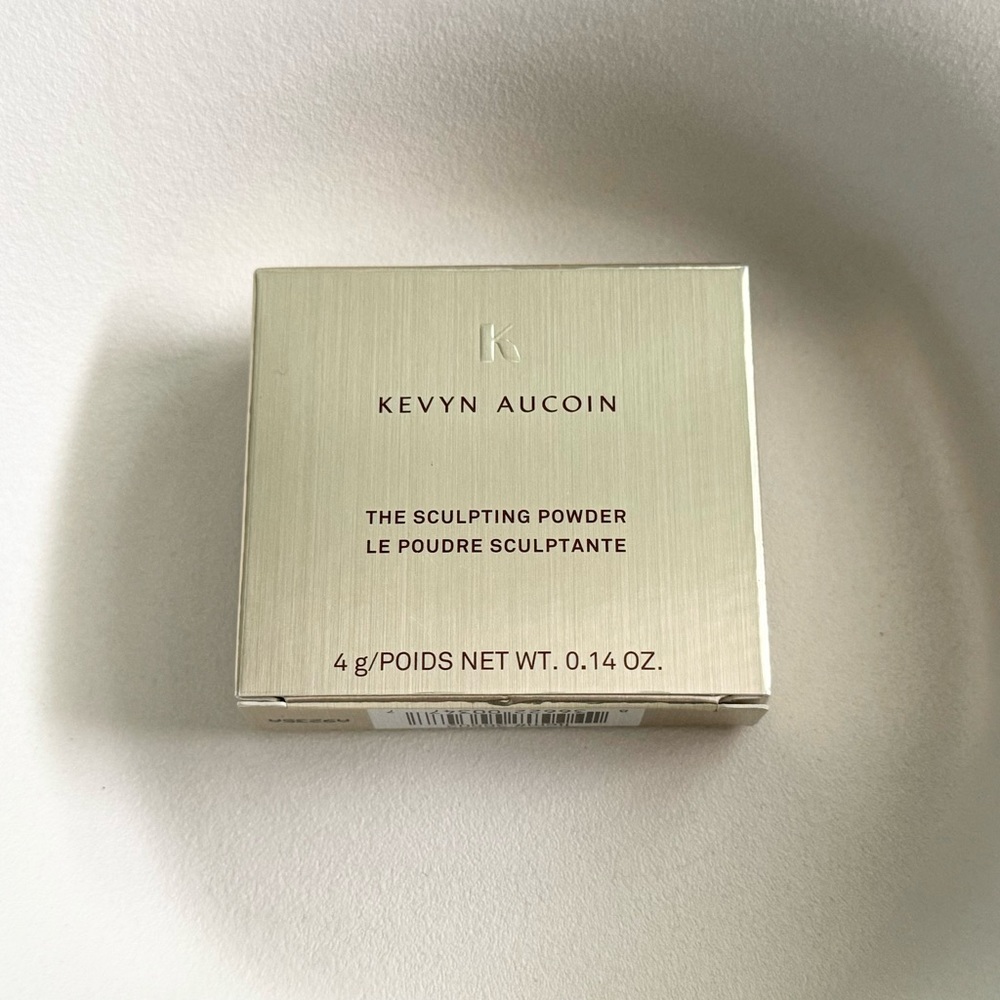 K
KEVYN AUCOIN
THE SCULPTING POWDER
LE POUDRE SCULPTANTE
4 g/POIDS NET WT. 0.14 OZ.